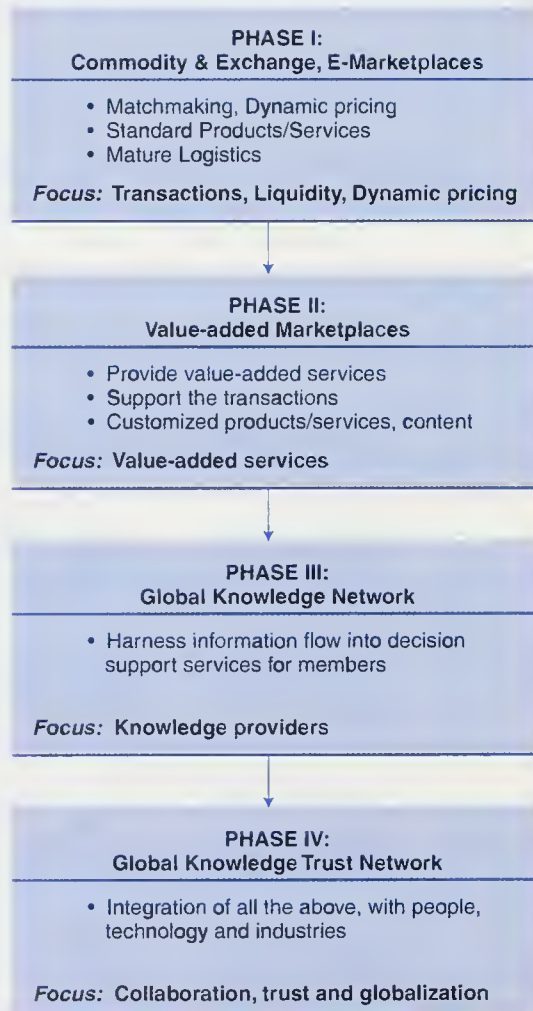 PHASE I:
Commodity & Exchange, E-Marketplaces
• Matchmaking, Dynamic pricing
• Standard Products/Services
• Mature Logistics
Focus: Transactions, Liquidity, Dynamic pricing
PHASE II:
Value-added Marketplaces
• Provide value-added services
• Support the transactions
• Customized products/services, content
Focus: Value-added services
PHASE III:
Global Knowledge Network
• Harness information flow into decision
support services for members
Focus: Knowledge providers
PHASE IV:
Global Knowledge Trust Network
• Integration of all the above, with people,
technology and industries
Focus: Collaboration, trust and globalization